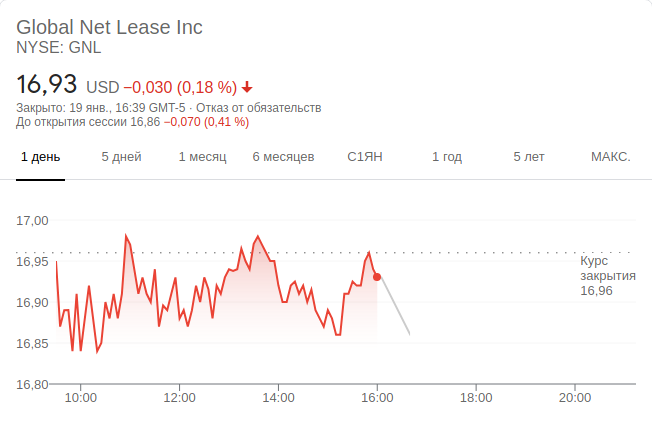 Global Net Lease Inc
NYSE: GNL
16,93 USD −0,030 (0,18 %)
Закрыто: 19 янв., 16:39 GMT-5 · Отказ от обязательств
До открытия сессии 16,86 −0,070 (0,41 %)
1 день 5 дней 1 месяц 6 месяцев С1ЯН 1 год 5 лет МАКС.
17,00
16,95
16,90
16,85
16,80
Курс
закрытия
16,96
10:00 12:00 14:00 16:00 18:00 20:00